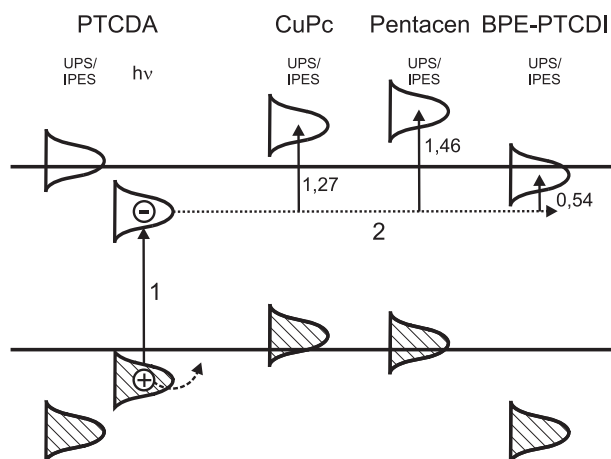 PTCDA CuPc Pentacen BPE-PTCDI
UPS/ IPES hν UPS/ IPES UPS/ IPES UPS/ IPES
1,27
1,46
0,54
2
1